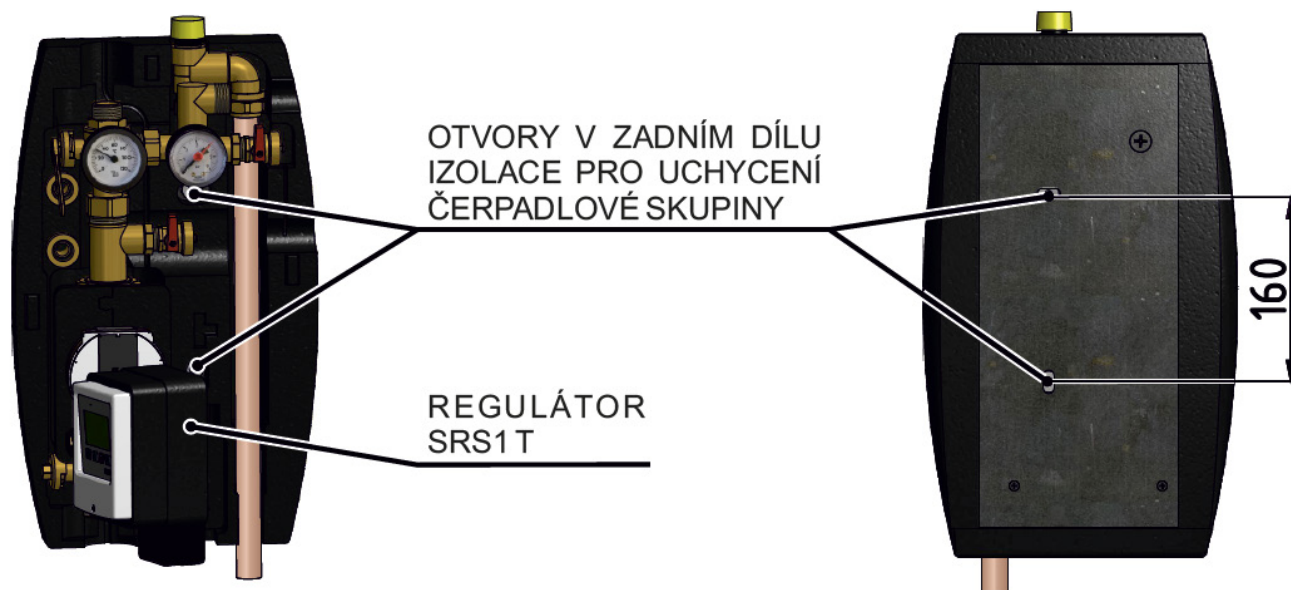 OTVORY V ZADNÍM DÍLU
IZOLACE PRO UCHYCENÍ
ČERPADLOVÉ SKUPINY
160
REGULÁTOR
SRS1 T